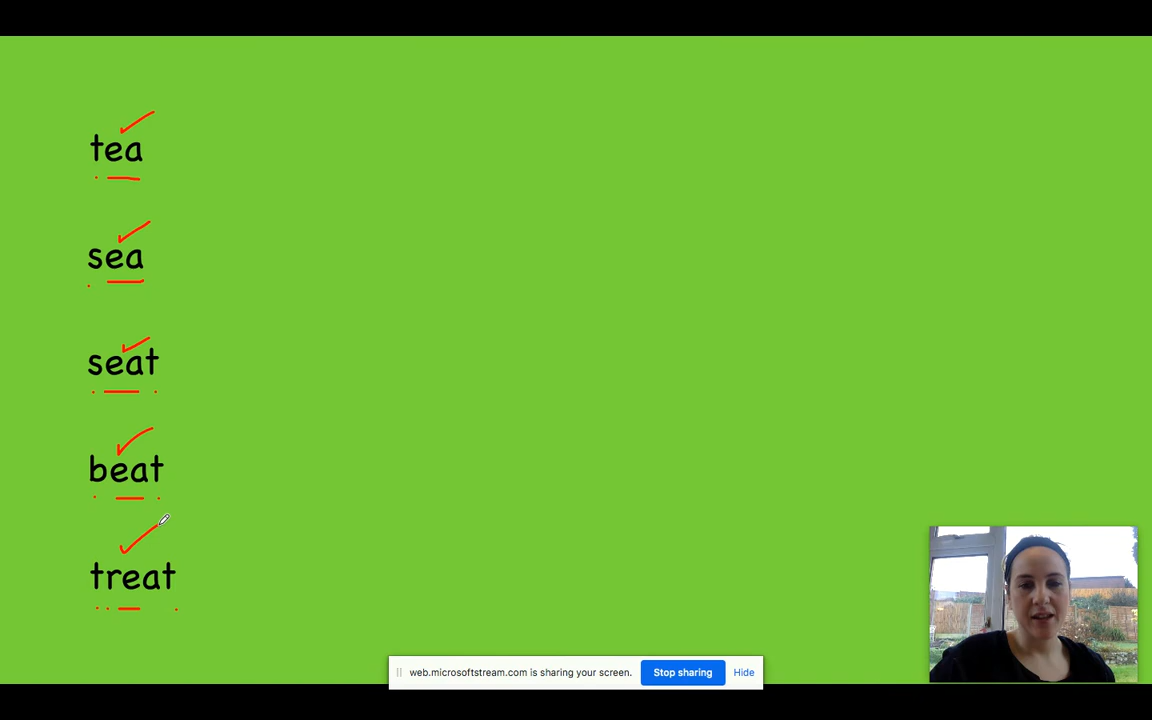 tea
sea
seat
beat
treat
web.microsoftstream.com is sharing your screen. Stop sharing Hide